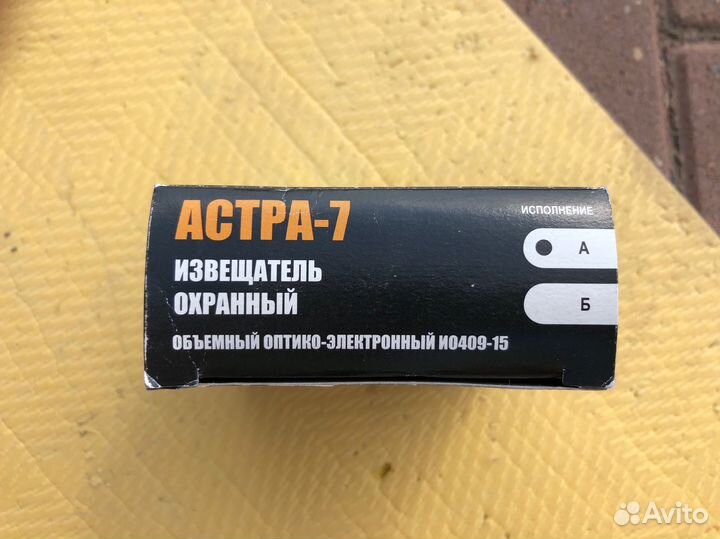 АСТРА-7
ИСПОЛНЕНИЕ
А
ИЗВЕЩАТЕЛЬ
ОХРАННЫЙ
Б
ОБЪЕМНЫЙ ОПТИКО-ЭЛЕКТРОННЫЙ ИО409-15
Avito